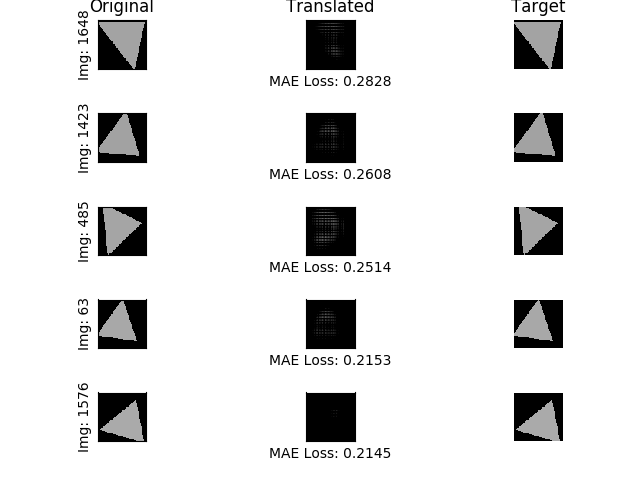 Original Translated Target
Img: 1648
MAE Loss: 0.2828
Img: 1423
MAE Loss: 0.2608
Img: 485
MAE Loss: 0.2514
Img: 63
MAE Loss: 0.2153
Img: 1576
MAE Loss: 0.2145